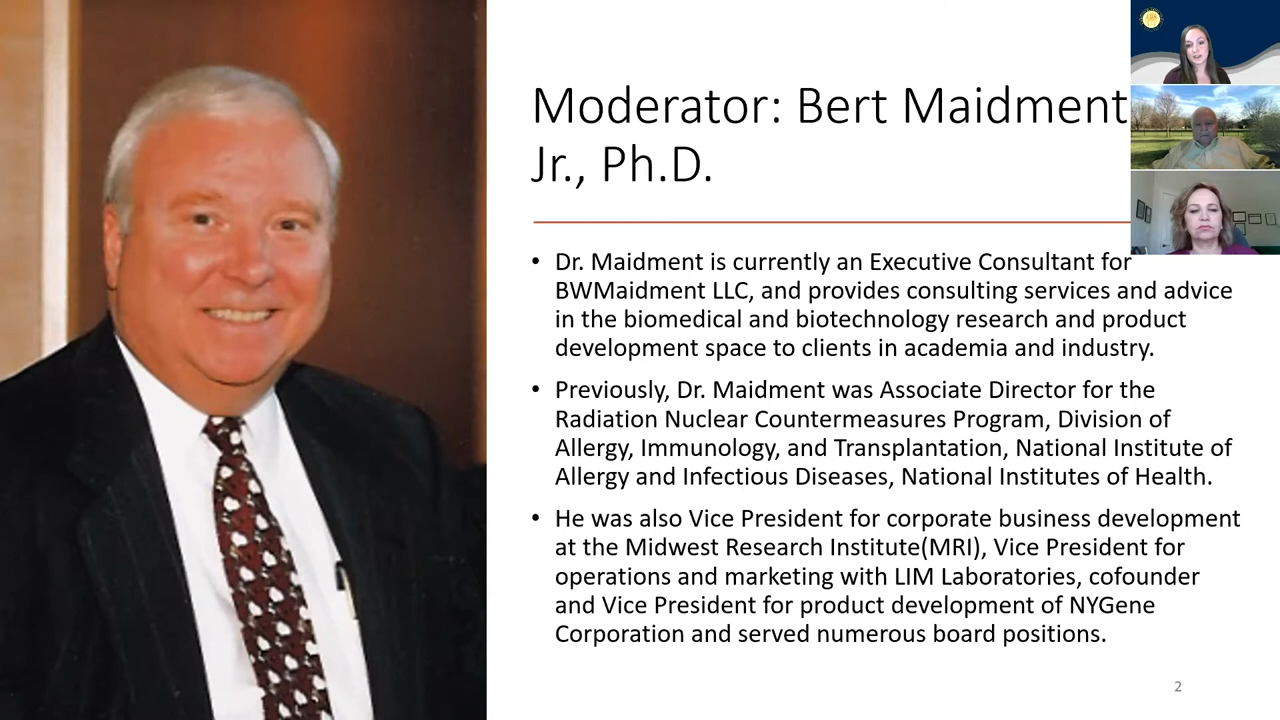 Moderator: Bert Maidment
Jr., Ph.D.
• Dr. Maidment is currently an Executive Consultant for
BWMaidment LLC, and provides consulting services and advice
in the biomedical and biotechnology research and product
development space to clients in academia and industry.
• Previously, Dr. Maidment was Associate Director for the
Radiation Nuclear Countermeasures Program, Division of
Allergy, Immunology, and Transplantation, National Institute of
Allergy and Infectious Diseases, National Institutes of Health.
• He was also Vice President for corporate business development
at the Midwest Research Institute(MRI), Vice President for
operations and marketing with LIM Laboratories, cofounder
and Vice President for product development of NYGene
Corporation and served numerous board positions.
2